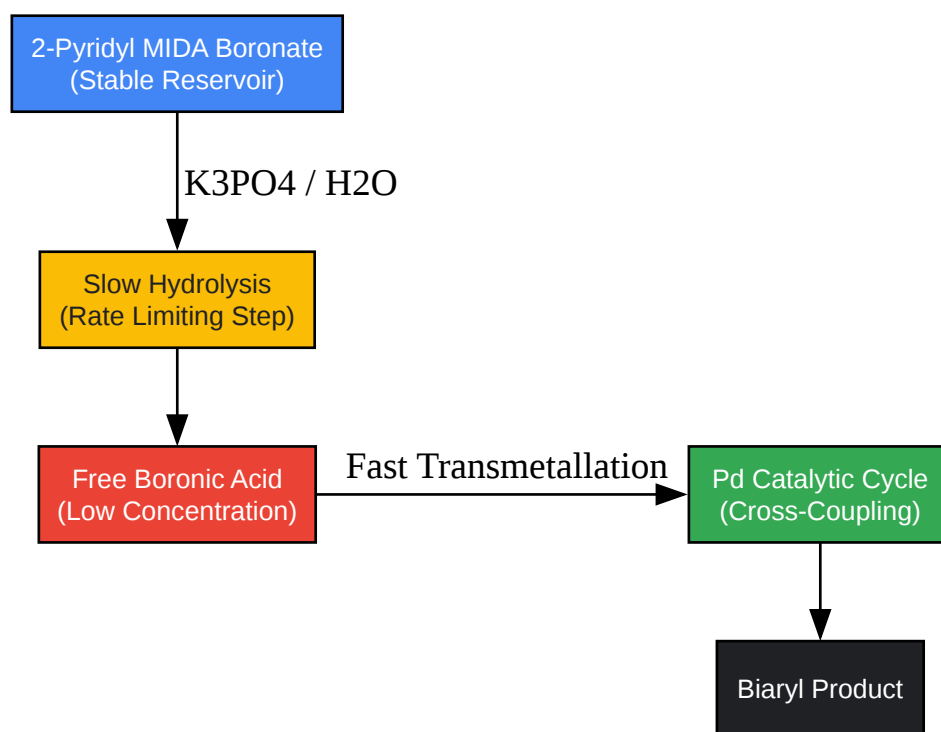 2-Pyridyl MIDA Boronate
(Stable Reservoir)
K3PO4 / H2O
Slow Hydrolysis
(Rate Limiting Step)
Free Boronic Acid
(Low Concentration)
Fast Transmetallation
Pd Catalytic Cycle
(Cross-Coupling)
Biaryl Product